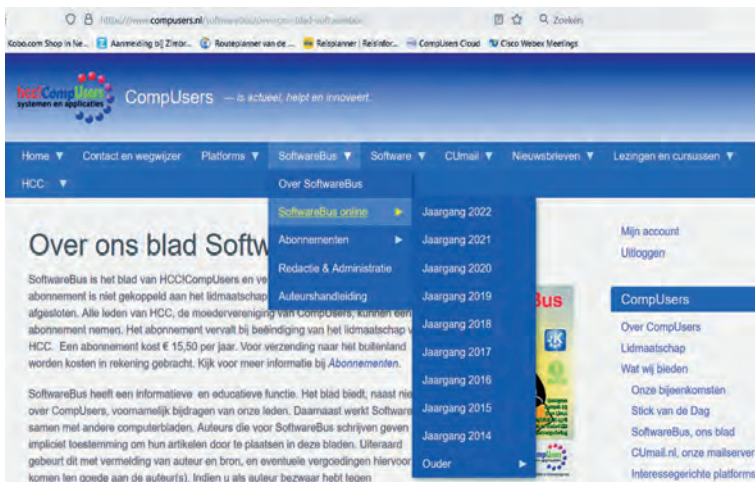 https://www.compusers.nl/softwarebus/over-ons-blad-softwarebus
Zoeken
Kobo.com Shop in Ne... Aanmelding bij Zimbr... Routeplanner van de ... Reisplanner | Reisinfor... CompUsers Cloud Cisco Webex Meetings
hcc!CompUsers
systemen en applicaties
CompUsers — is actueel, helpt en innoveert.
Home ▼ Contact en wegwijzer Platforms ▼ SoftwareBus ▼ Software ▼ CUmail ▼ Nieuwsbrieven ▼ Lezingen en cursussen ▼
HCC ▼
Over SoftwareBus
SoftwareBus online ►
Abonnementen ►
Redactie & Administratie
Auteurshandleiding
Jaargang 2022
Jaargang 2021
Jaargang 2020
Jaargang 2019
Jaargang 2018
Jaargang 2017
Jaargang 2016
Jaargang 2015
Jaargang 2014
Ouder ►
Over ons blad Softw
SoftwareBus is het blad van HCC!CompUsers en ve
abonnement is niet gekoppeld aan het lidmaatschap
afgesloten. Alle leden van HCC, de moedervereniging van CompUsers, kunnen een
abonnement nemen. Het abonnement vervalt bij beëindiging van het lidmaatschap v
HCC. Een abonnement kost € 15,50 per jaar. Voor verzending naar het buitenland
worden kosten in rekening gebracht. Kijk voor meer informatie bij Abonnementen.
SoftwareBus heeft een informatieve en educatieve functie. Het blad biedt, naast nie
over CompUsers, voornamelijk bijdragen van onze leden. Daarnaast werkt Software
samen met andere computerbladen. Auteurs die voor SoftwareBus schrijven geven
impliciet toestemming om hun artikelen door te plaatsen in deze bladen. Uiteraard
gebeurt dit met vermelding van auteur en bron, en eventuele vergoedingen hiervoor
komen ten goede aan de auteur(s). Indien u als auteur bezwaar hebt tegen
Bus
Mijn account
Uitloggen
CompUsers
Over CompUsers
Lidmaatschap
Wat wij bieden
Onze bijeenkomsten
Stick van de Dag
SoftwareBus, ons blad
CUmail.nl, onze mailserver
Interessegerichte platforms